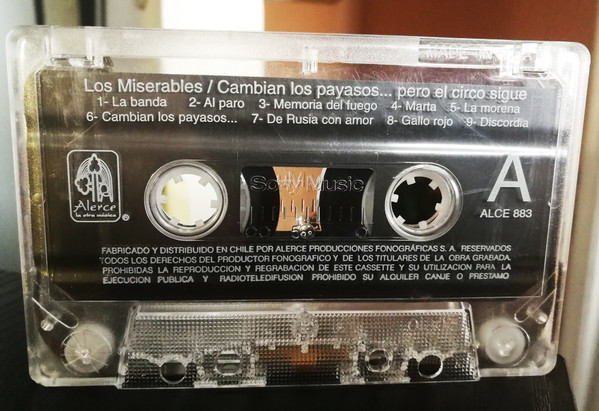 Los Miserables / Cambian los payasos... pero el circo sigue
1- La banda 2- Al paro 3- Memoria del fuego 4- Marta 5- La morena
6- Cambian los payasos... 7- De Rusía con amor 8- Gallo rojo 9- Discordia
Sony Music
A
Alerce
la otra música
®
ALCE 883
FABRICADO Y DISTRIBUIDO EN CHILE POR ALERCE PRODUCCIONES FONOGRÁFICAS S. A. RESERVADOS
TODOS LOS DERECHOS DEL PRODUCTOR FONOGRAFICO Y DE LOS TITULARES DE LA OBRA GRABADA.
PROHIBIDAS LA REPRODUCCION Y REGRABACION DE ESTE CASSETTE Y SU UTILIZACION PARA LA
EJECUCION PUBLICA Y RADIOTELEDIFUSION PROHIBIDO SU ALQUILER CANJE O PRESTAMO